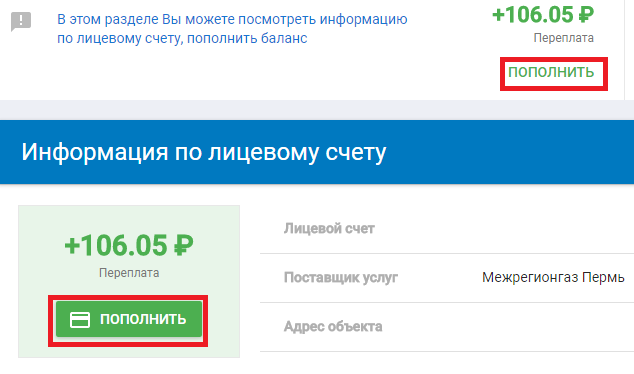 В этом разделе Вы можете посмотреть информацию
по лицевому счету, пополнить баланс
+106.05 ₽
Переплата
ПОПОЛНИТЬ
Информация по лицевому счету
+106.05 ₽
Переплата
ПОПОЛНИТЬ
Лицевой счет
Поставщик услуг Межрегионгаз Пермь
Адрес объекта